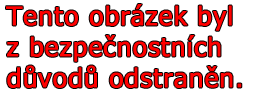 Tento obrázek byl
z bezpečnostních
důvodů odstraněn.